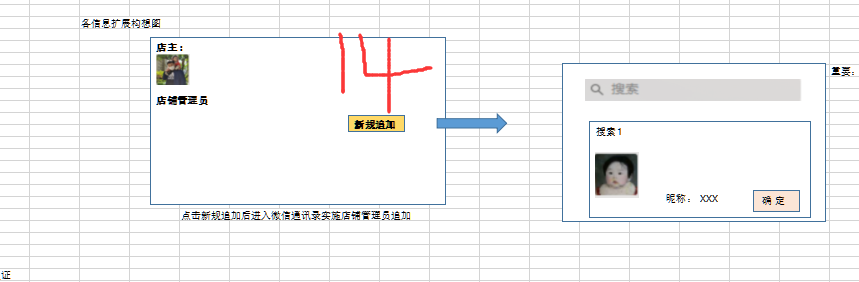 各信息扩展构想图
店主：
14
店铺管理员
新规追加
点击新规追加后进入微信通讯录实施店铺管理员追加
重要：
搜索
搜索1
昵称： XXX
确 定
证